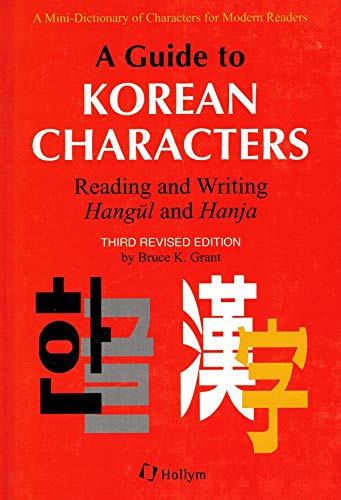 A Mini-Dictionary of Characters for Modern Readers
A Guide to
KOREAN
CHARACTERS
Reading and Writing
Hangŭl and Hanja
THIRD REVISED EDITION
by Bruce K. Grant
한글
漢字
Hollym